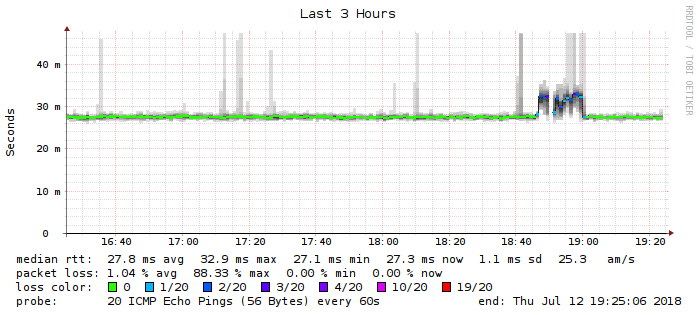 Last 3 Hours
RRDTOOL / TOBI OETIKER
Seconds
40 m
30 m
20 m
10 m
0
16:40 17:00 17:20 17:40 18:00 18:20 18:40 19:00 19:20
median rtt: 27.8 ms avg 32.9 ms max 27.1 ms min 27.3 ms now 1.1 ms sd 25.3 am/s
packet loss: 1.04 % avg 88.33 % max 0.00 % min 0.00 % now
loss color: 0 1/20 2/20 3/20 4/20 10/20 19/20
probe: 20 ICMP Echo Pings (56 Bytes) every 60s end: Thu Jul 12 19:25:06 2018